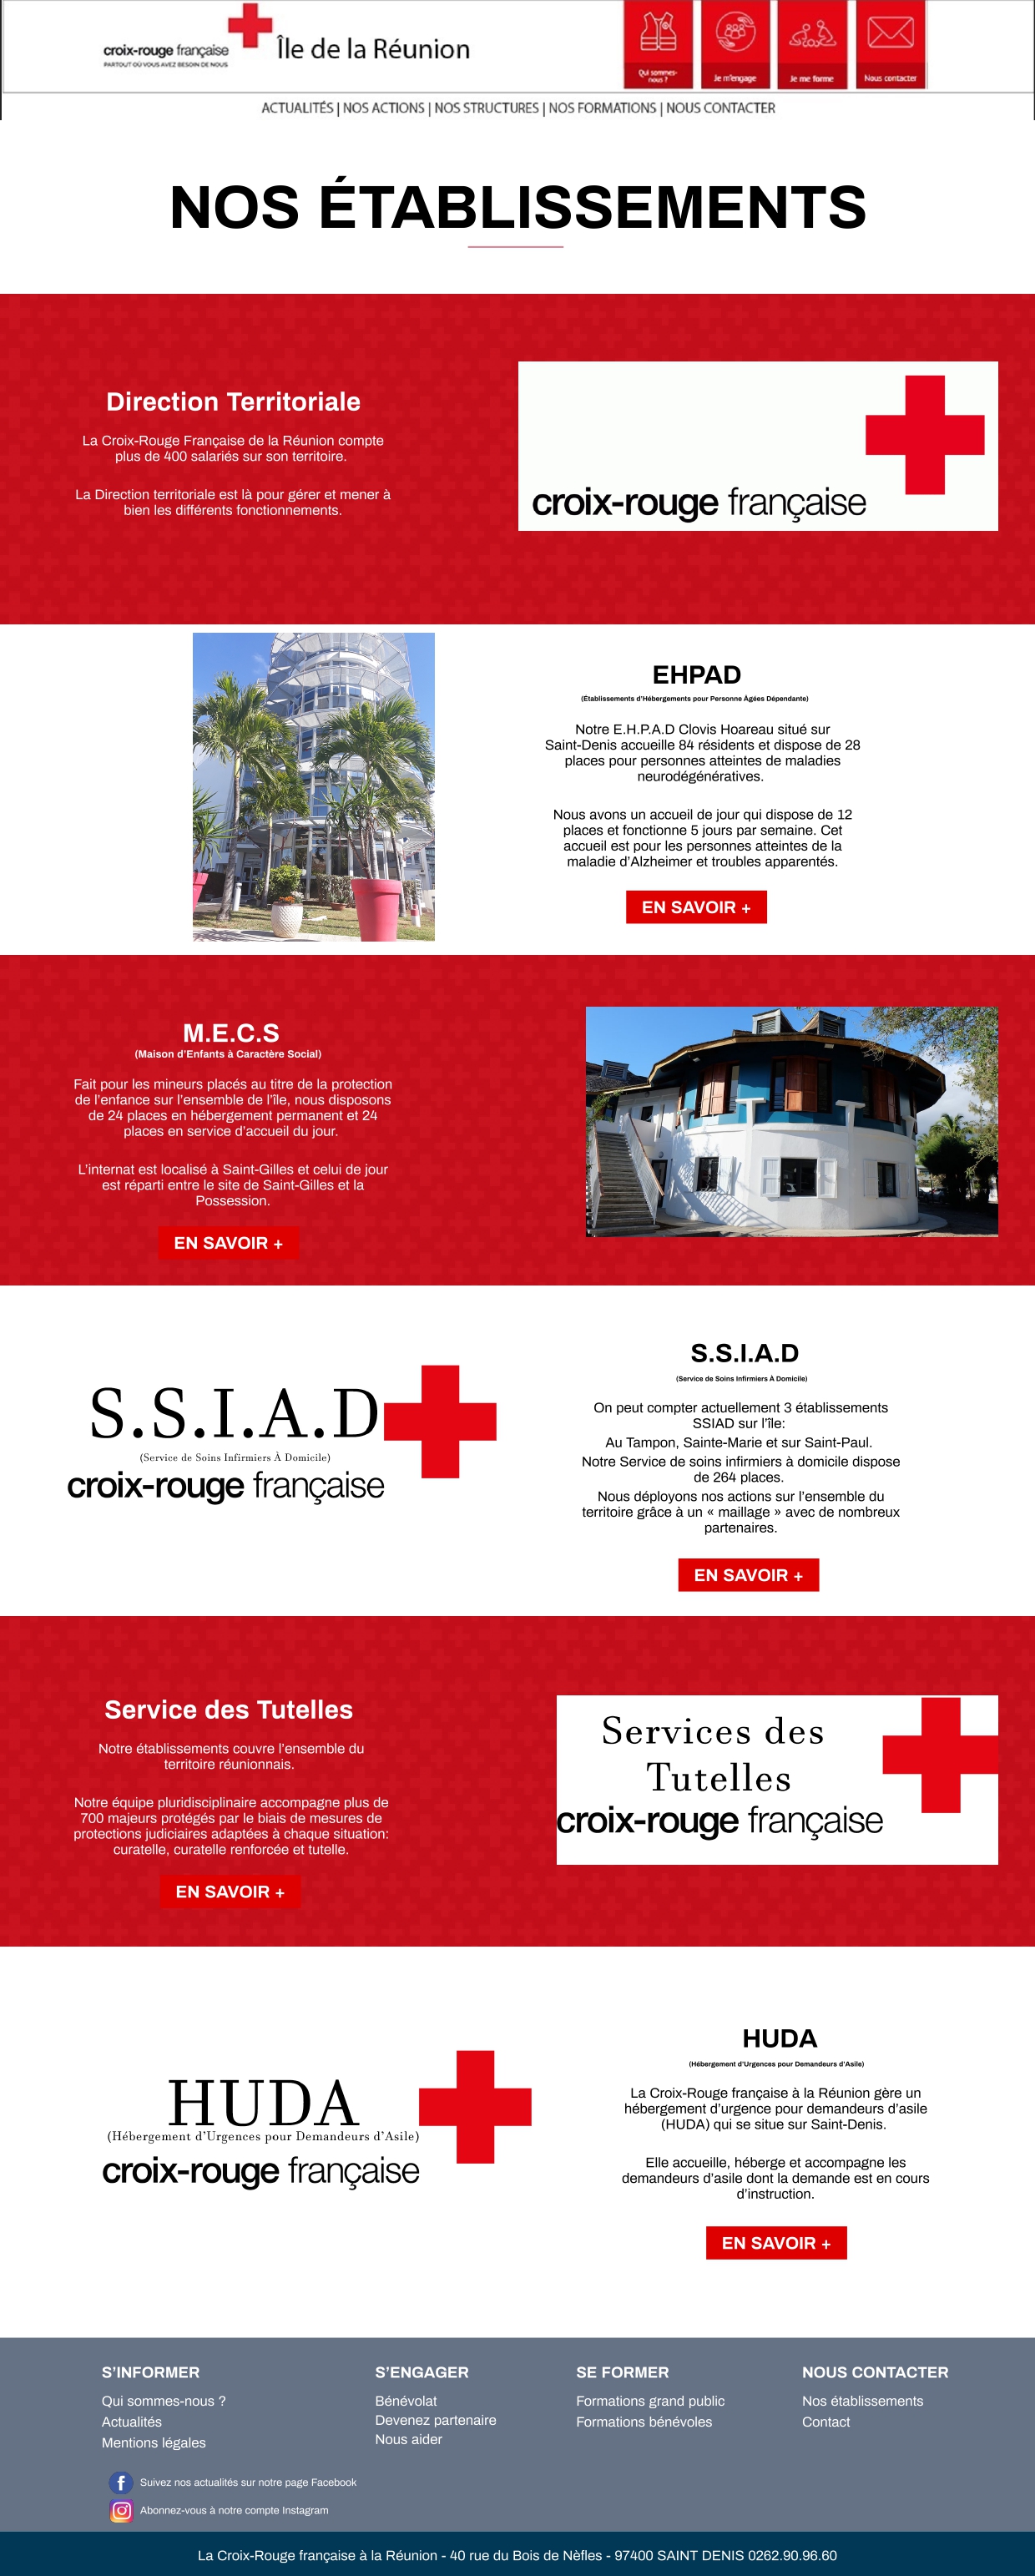 croix-rouge française
PARTOUT OÙ VOUS AVEZ BESOIN DE NOUS
Île de la Réunion
Qui sommes-
nous ?
Je m'engage
Je me forme
Nous contacter
ACTUALITÉS | NOS ACTIONS | NOS STRUCTURES | NOS FORMATIONS | NOUS CONTACTER
NOS ÉTABLISSEMENTS
Direction Territoriale
La Croix-Rouge Française de la Réunion compte
plus de 400 salariés sur son territoire.
La Direction territoriale est là pour gérer et mener à
bien les différents fonctionnements.
croix-rouge française
EHPAD
(Établissements d'Hébergements pour Personne Âgées Dépendante)
Notre E.H.P.A.D Clovis Hoareau situé sur
Saint-Denis accueille 84 résidents et dispose de 28
places pour personnes atteintes de maladies
neurodégénératives.
Nous avons un accueil de jour qui dispose de 12
places et fonctionne 5 jours par semaine. Cet
accueil est pour les personnes atteintes de la
maladie d'Alzheimer et troubles apparentés.
EN SAVOIR +
M.E.C.S
(Maison d'Enfants à Caractère Social)
Fait pour les mineurs placés au titre de la protection
de l'enfance sur l'ensemble de l'île, nous disposons
de 24 places en hébergement permanent et 24
places en service d'accueil du jour.
L'internat est localisé à Saint-Gilles et celui de jour
est réparti entre le site de Saint-Gilles et la
Possession.
EN SAVOIR +
S.S.I.A.D
(Service de Soins Infirmiers À Domicile)
croix-rouge française
S.S.I.A.D
(Service de Soins Infirmiers À Domicile)
On peut compter actuellement 3 établissements
SSIAD sur l'île:
Au Tampon, Sainte-Marie et sur Saint-Paul.
Notre Service de soins infirmiers à domicile dispose
de 264 places.
Nous déployons nos actions sur l'ensemble du
territoire grâce à un « maillage » avec de nombreux
partenaires.
EN SAVOIR +
Service des Tutelles
Notre établissements couvre l'ensemble du
territoire réunionnais.
Notre équipe pluridisciplinaire accompagne plus de
700 majeurs protégés par le biais de mesures de
protections judiciaires adaptées à chaque situation:
curatelle, curatelle renforcée et tutelle.
EN SAVOIR +
Services des
Tutelles
croix-rouge française
HUDA
(Hébergement d'Urgences pour Demandeurs d'Asile)
croix-rouge française
HUDA
(Hébergement d'Urgences pour Demandeurs d'Asile)
La Croix-Rouge française à la Réunion gère un
hébergement d'urgence pour demandeurs d'asile
(HUDA) qui se situe sur Saint-Denis.
Elle accueille, héberge et accompagne les
demandeurs d'asile dont la demande est en cours
d'instruction.
EN SAVOIR +
S'INFORMER
Qui sommes-nous ?
Actualités
Mentions légales
S'ENGAGER
Bénévolat
Devenez partenaire
Nous aider
SE FORMER
Formations grand public
Formations bénévoles
NOUS CONTACTER
Nos établissements
Contact
Suivez nos actualités sur notre page Facebook
Abonnez-vous à notre compte Instagram
La Croix-Rouge française à la Réunion - 40 rue du Bois de Nèfles - 97400 SAINT DENIS 0262.90.96.60